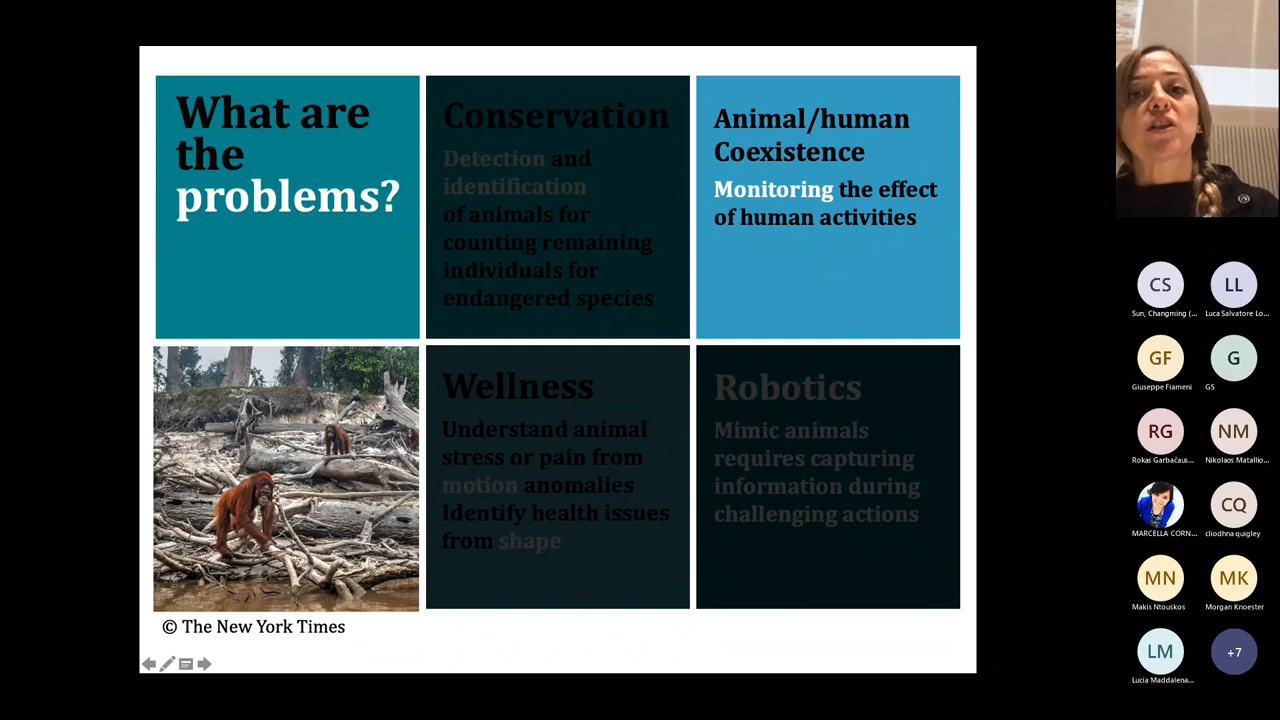 What are
the
problems?
Conservation
Detection and
identification
of animals for
counting remaining
individuals for
endangered species
Animal/human
Coexistence
Monitoring the effect
of human activities
Wellness
Understand animal
stress or pain from
motion anomalies
Identify health issues
from shape
Robotics
Mimic animals
requires capturing
information during
challenging actions
© The New York Times
CS
LL
Sun, Changming (...
Luca Salvatore Lo...
GF
G
Giuseppe Fiameni
GS
RG
NM
Rokas Garbačaus...
Nikolaos Matallio...
CQ
MARCELLA CORN...
cliodhna quigley
MN
MK
Makis Ntouskos
Morgan Knoester
LM
+7
Lucia Maddalena...